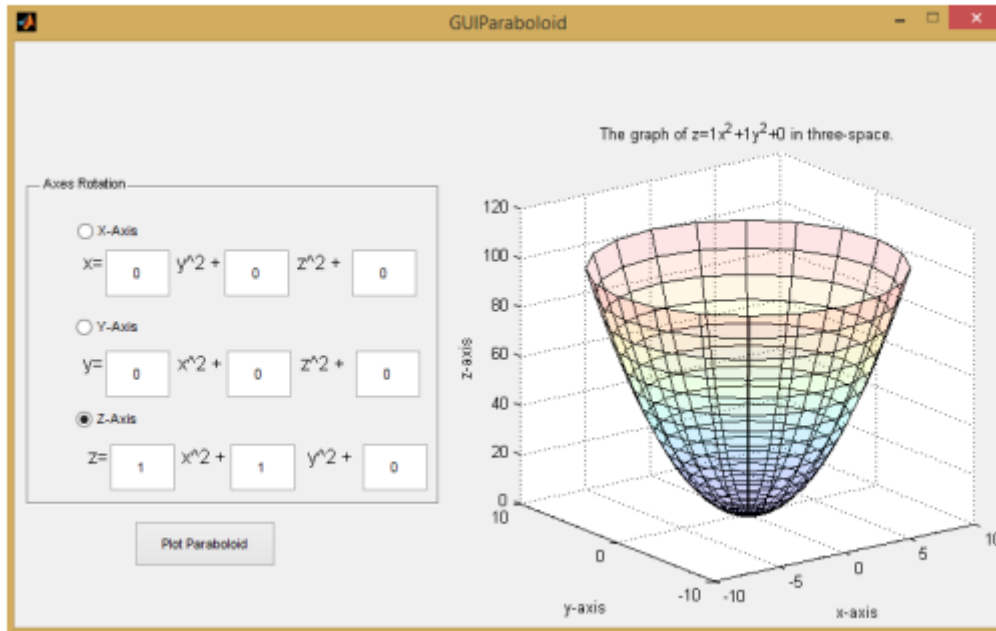 GUIParaboloid
Axes Rotation
X-Axis
x= 0 y^2 + 0 z^2 + 0
Y-Axis
y= 0 x^2 + 0 z^2 + 0
Z-Axis
z= 1 x^2 + 1 y^2 + 0
Plot Paraboloid
The graph of z=1x²+1y²+0 in three-space.
120
100
80
60
40
20
0
z-axis
10
0
-10
y-axis
-10
-5
0
5
10
x-axis